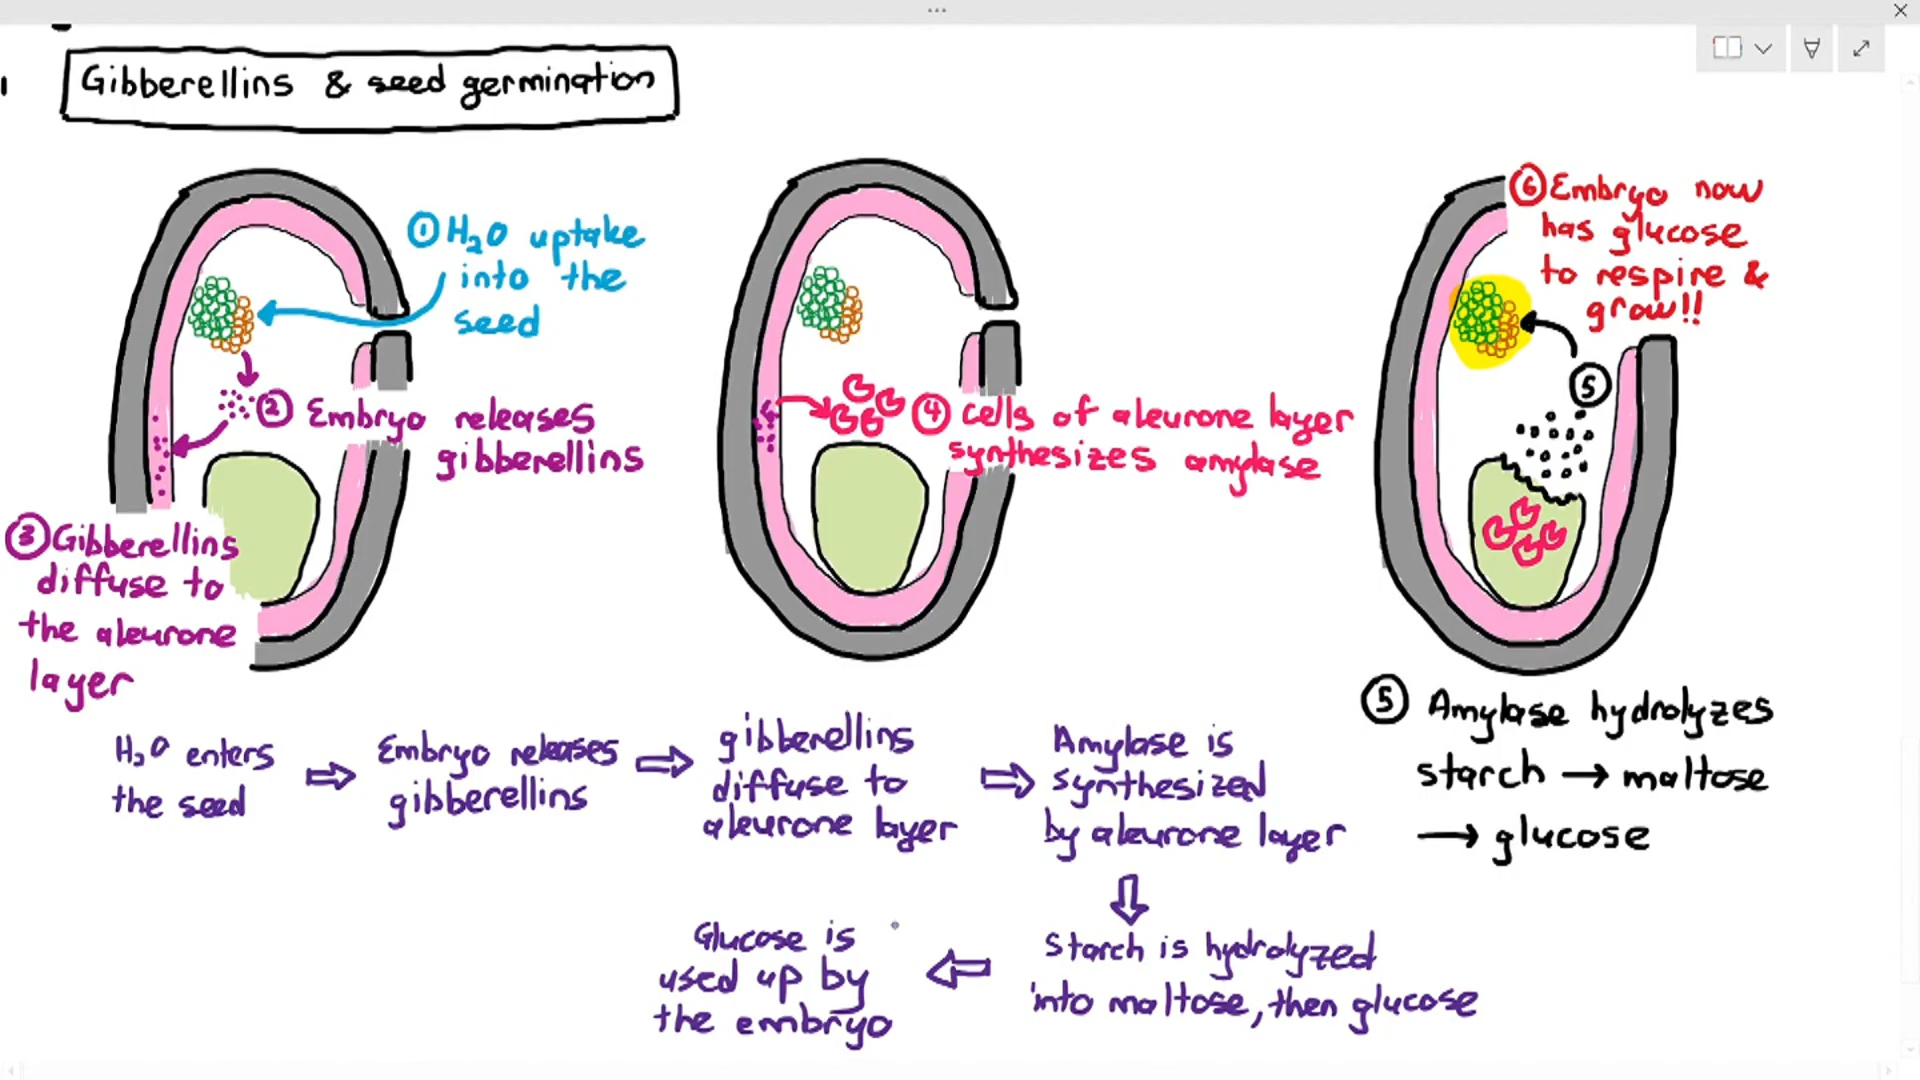 Gibberellins & seed germination
① H₂O uptake
into the
seed
② Embryo releases
gibberellins
③ Gibberellins
diffuse to
the aleurone
layer
④ cells of aleurone layer
synthesizes amylase
⑥ Embryo now
has glucose
to respire &
grow!!
⑤
⑤ Amylase hydrolyzes
starch → maltose
→ glucose
H₂O enters
the seed
⇨
Embryo releases
gibberellins
⇨
gibberellins
diffuse to
aleurone layer
⇨
Amylase is
synthesized
by aleurone layer
⇩
Starch is hydrolyzed
into maltose, then glucose
⇦
Glucose is
used up by
the embryo